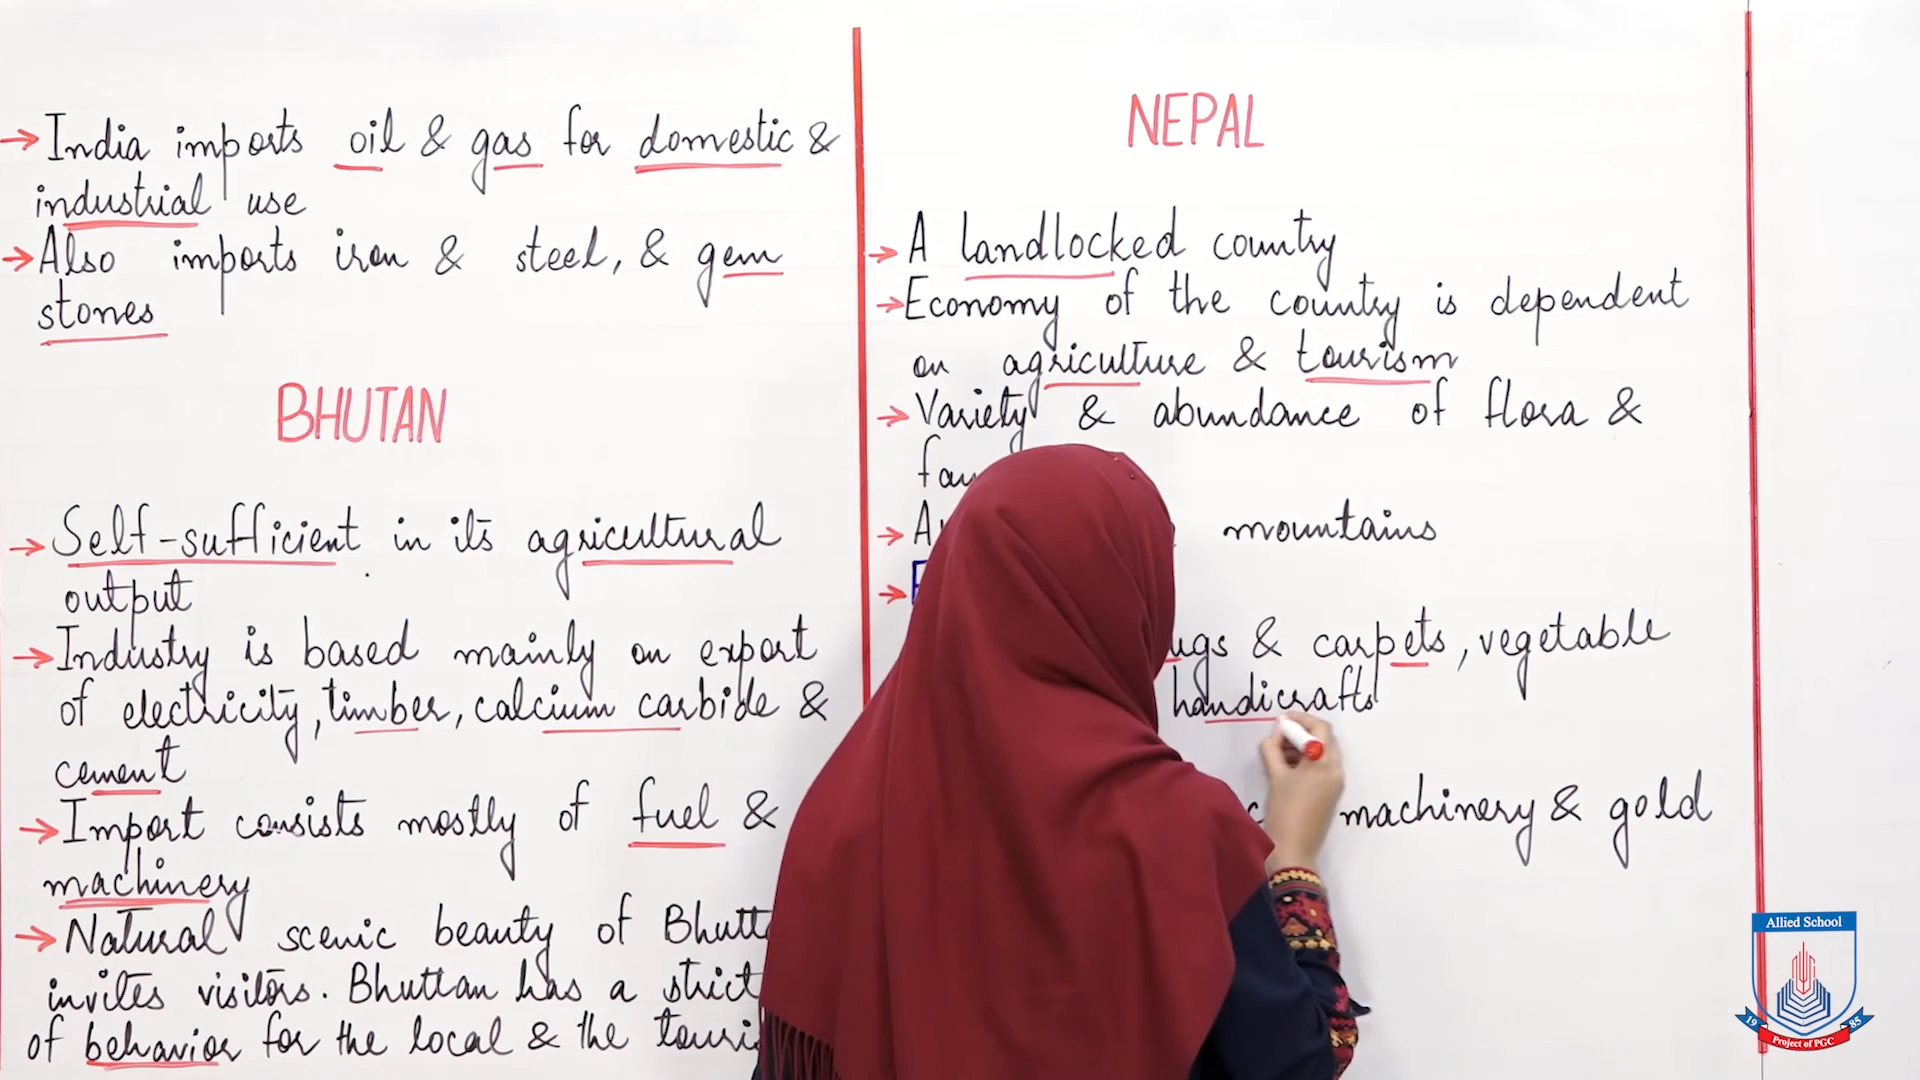 →India imports oil & gas for domestic &
industrial use
→Also imports iron & steel, & gem
stones
BHUTAN
→Self-sufficient in its agricultural
output
→Industry is based mainly on export
of electricity, timber, calcium carbide &
cement
→Import consists mostly of fuel &
machinery
→Natural scenic beauty of
invites visitors. Bhuttan has a strict
of behavior for the local & the
NEPAL
→A landlocked country
→Economy of the country is dependent
on agriculture & tourism
→Variety & abundance of flora &
→ mountains
→
& carpets, vegetable
handicrafts
machinery & gold
Allied School
1985
Project of PGC